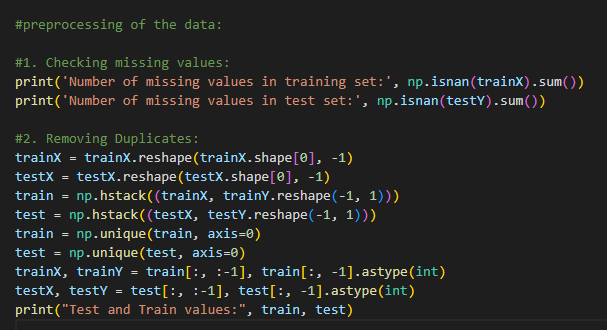 #preprocessing of the data:
#1. Checking missing values:
print('Number of missing values in training set:', np.isnan(trainX).sum())
print('Number of missing values in test set:', np.isnan(testY).sum())
#2. Removing Duplicates:
trainX = trainX.reshape(trainX.shape[0], -1)
testX = testX.reshape(testX.shape[0], -1)
train = np.hstack((trainX, trainY.reshape(-1, 1)))
test = np.hstack((testX, testY.reshape(-1, 1)))
train = np.unique(train, axis=0)
test = np.unique(test, axis=0)
trainX, trainY = train[:, :-1], train[:, -1].astype(int)
testX, testY = test[:, :-1], test[:, -1].astype(int)
print("Test and Train values:", train, test)